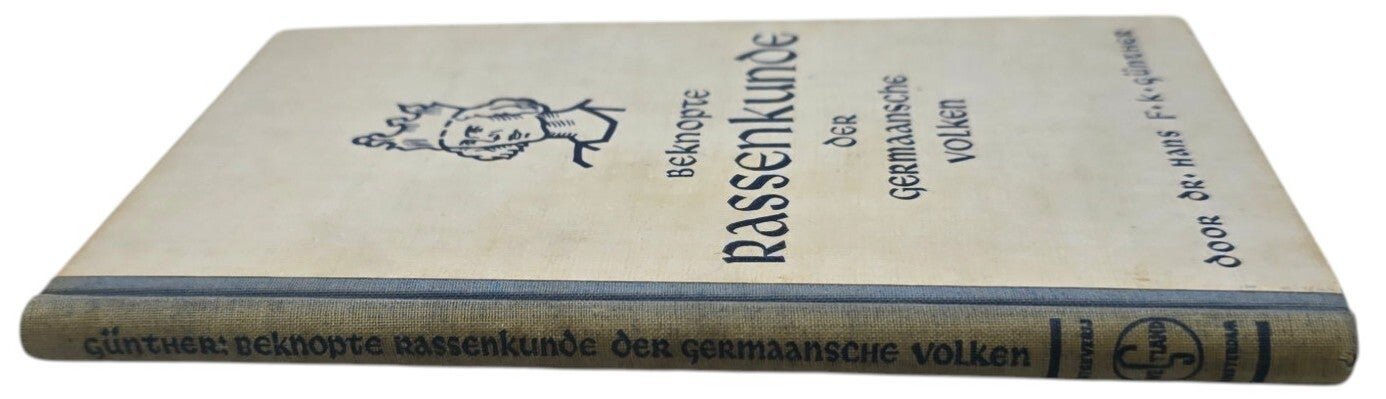 Beknopte
Rassenkunde
der
Germaansche
Volken
door Dr. Hans F.K. Günther
Günther: Beknopte Rassenkunde der Germaansche Volken